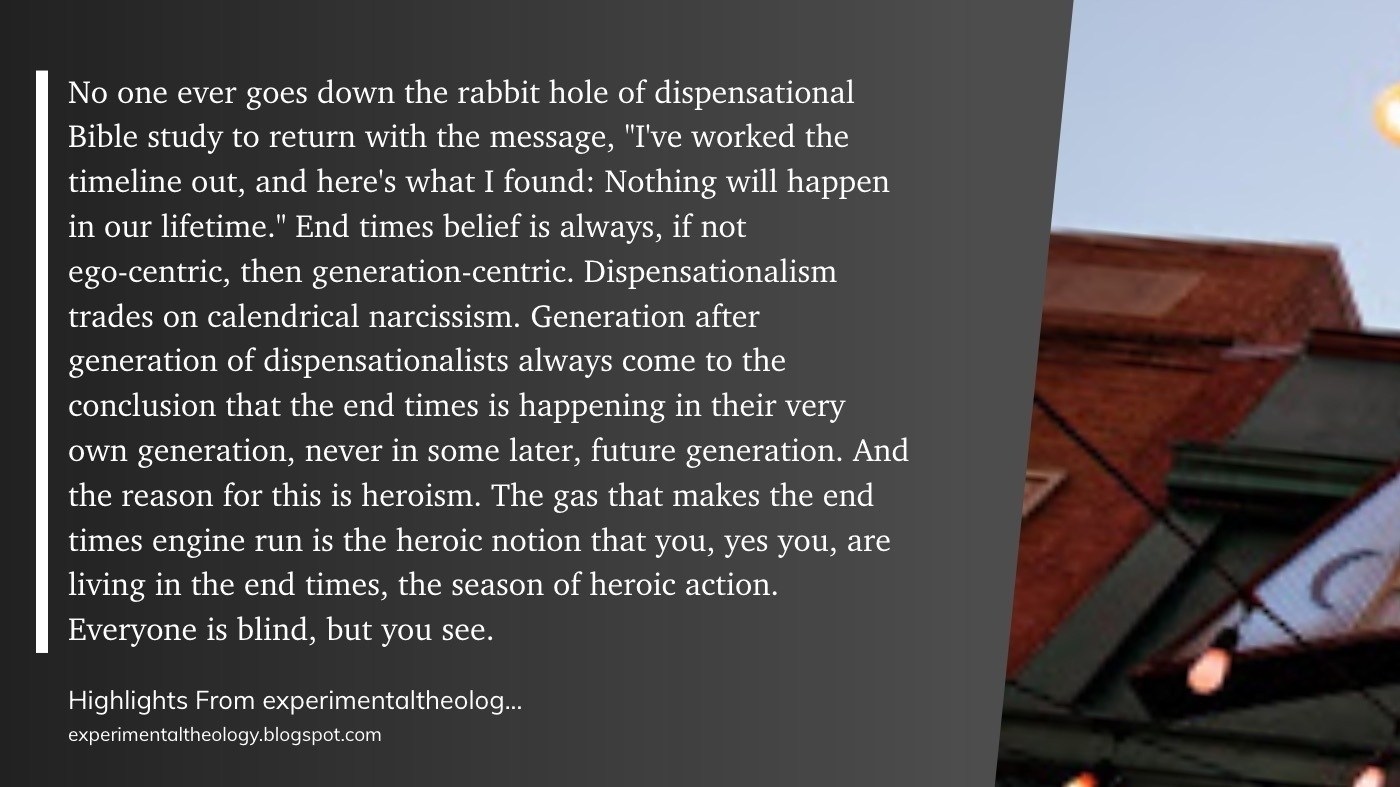 No one ever goes down the rabbit hole of dispensational
Bible study to return with the message, "I've worked the
timeline out, and here's what I found: Nothing will happen
in our lifetime." End times belief is always, if not
ego-centric, then generation-centric. Dispensationalism
trades on calendrical narcissism. Generation after
generation of dispensationalists always come to the
conclusion that the end times is happening in their very
own generation, never in some later, future generation. And
the reason for this is heroism. The gas that makes the end
times engine run is the heroic notion that you, yes you, are
living in the end times, the season of heroic action.
Everyone is blind, but you see.
Highlights From experimentaltheolog...
experimentaltheology.blogspot.com